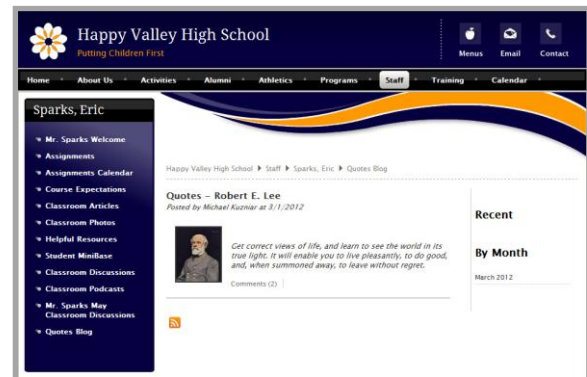 Happy Valley High School
Putting Children First
Menus Email Contact
Home About Us Activities Alumni Athletics Programs Staff Training Calendar
Sparks, Eric
Mr. Sparks Welcome
Assignments
Assignments Calendar
Course Expectations
Classroom Articles
Classroom Photos
Helpful Resources
Student MiniBase
Classroom Discussions
Classroom Podcasts
Mr. Sparks May
Classroom Discussions
Quotes Blog
Happy Valley High School Staff Sparks, Eric Quotes Blog
Quotes – Robert E. Lee
Posted by Michael Kuzniar at 3/1/2012
Get correct views of life, and learn to see the world in its
true light. It will enable you to live pleasantly, to do good,
and, when summoned away, to leave without regret.
Comments (2)
Recent
By Month
March 2012